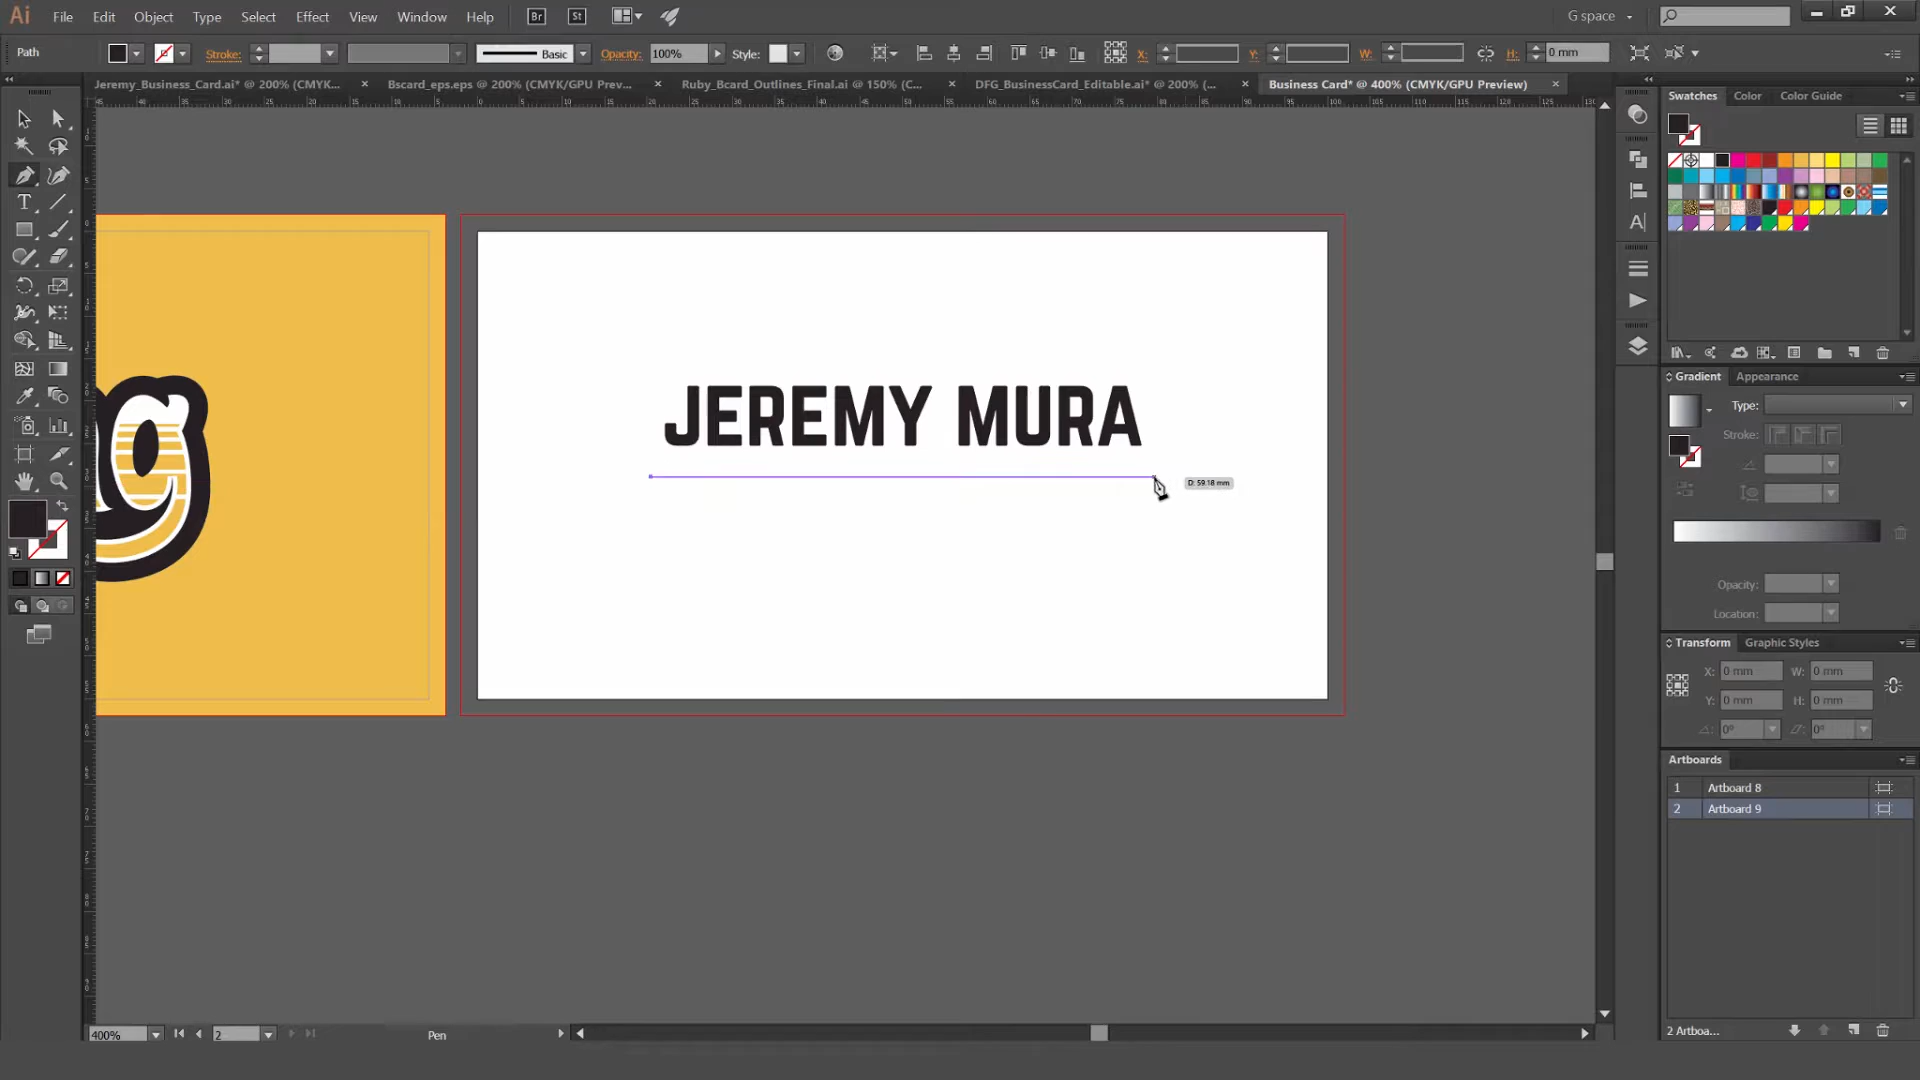 Ai File Edit Object Type Select Effect View Window Help Br St G space
Path Stroke: Basic Opacity: 100% Style: X: Y: W: H: 0 mm
Jeremy_Business_Card.ai* @ 200% (CMYK... × Bscard_eps.eps @ 200% (CMYK/GPU Prev... × Ruby_Bcard_Outlines_Final.ai @ 150% (C... × DFG_BusinessCard_Editable.ai* @ 200% (... × Business Card* @ 400% (CMYK/GPU Preview) ×
Swatches Color Color Guide
JEREMY MURA
D: 59.18 mm
g
Gradient Appearance
Type:
Stroke:
Opacity:
Location:
Transform Graphic Styles
X: 0 mm W: 0 mm
Y: 0 mm H: 0 mm
0° 0°
Artboards
1 Artboard 8
2 Artboard 9
2 Artboa...
400% 2 Pen